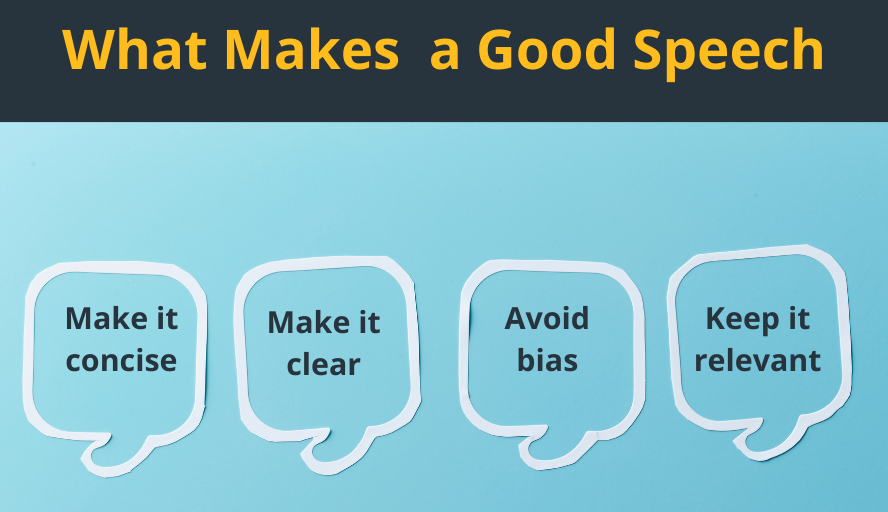 What Makes  a Good Speech
Make it
concise
Make it
clear
Avoid
bias
Keep it
relevant